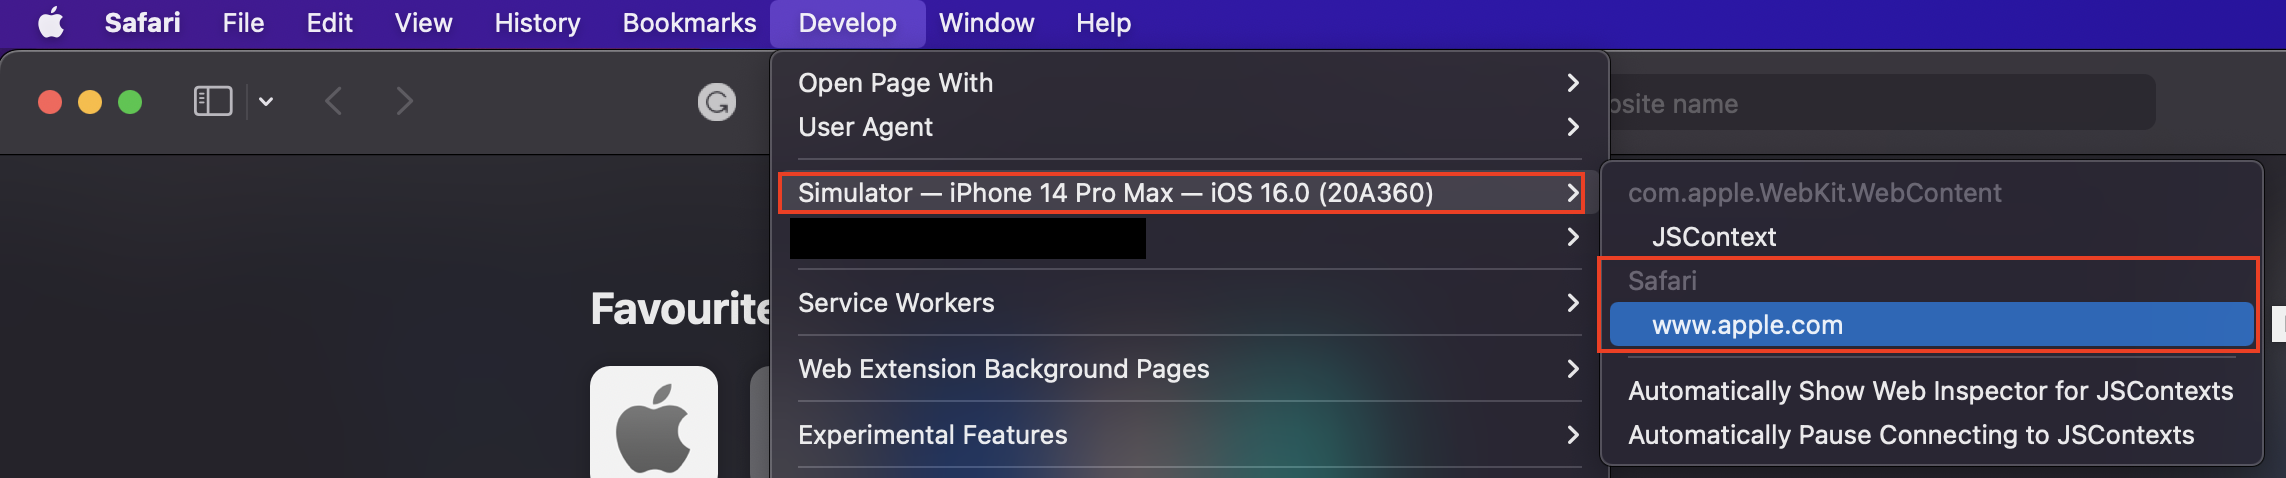 Safari File Edit View History Bookmarks Develop Window Help
Open Page With
site name
User Agent
Simulator — iPhone 14 Pro Max — iOS 16.0 (20A360)
com.apple.WebKit.WebContent
JSContext
Safari
www.apple.com
Automatically Show Web Inspector for JSContexts
Automatically Pause Connecting to JSContexts
Service Workers
Web Extension Background Pages
Experimental Features
Favourite